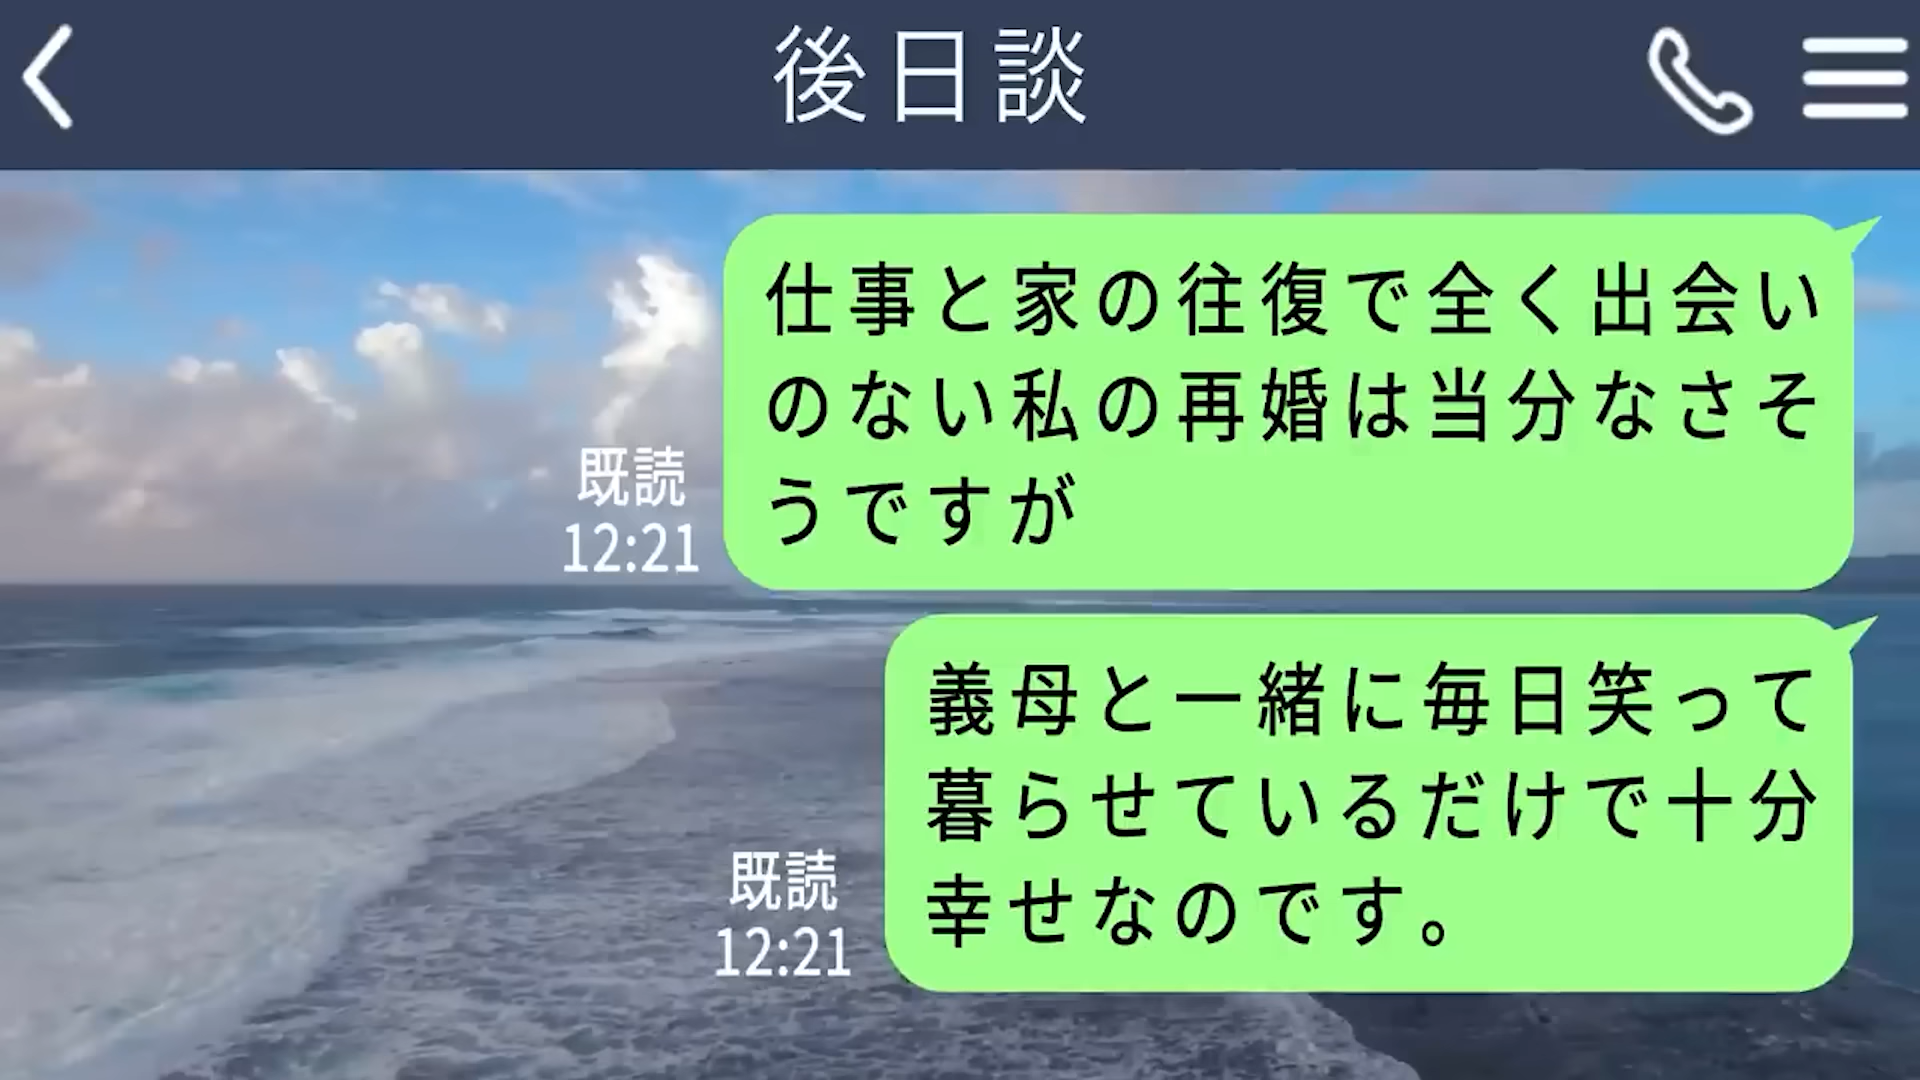 後日談
仕事と家の往復で全く出会い
のない私の再婚は当分なさそ
うですが
既読
12:21
義母と一緒に毎日笑って
暮らせているだけで十分
幸せなのです。
既読
12:21